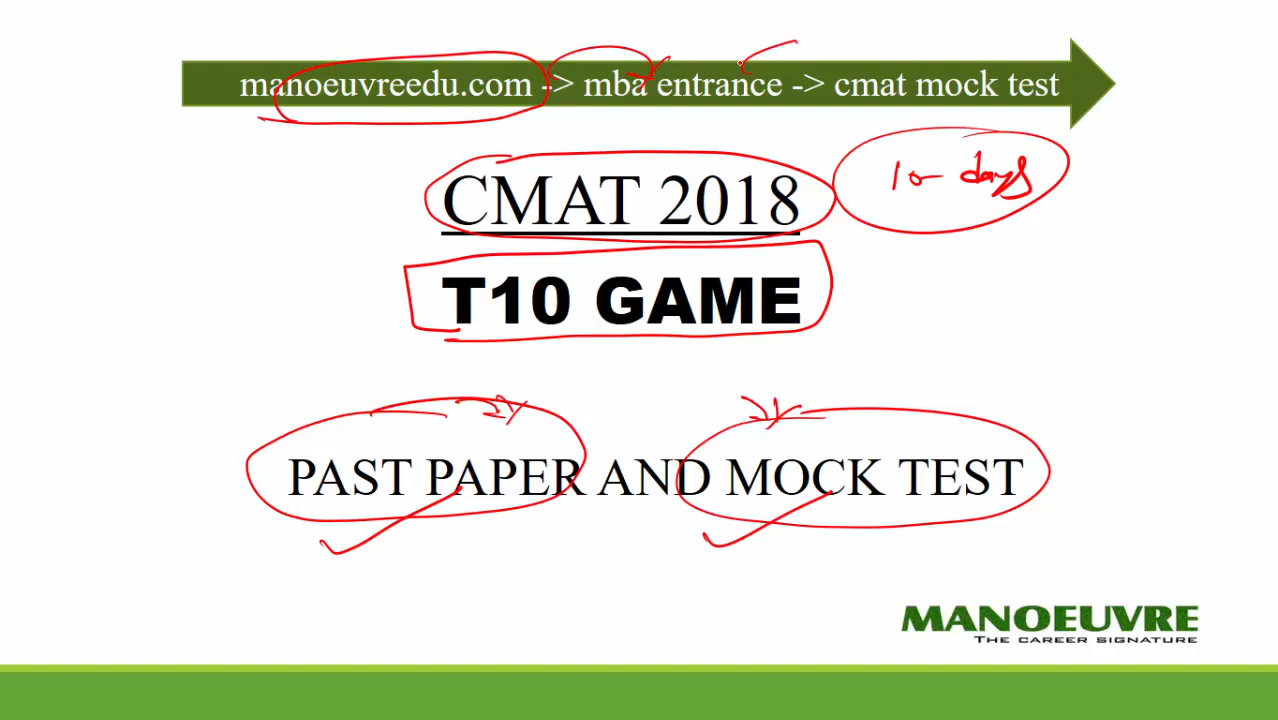 manoeuvreedu.com -> mba entrance -> cmat mock test
CMAT 2018
10 days
T10 GAME
PAST PAPER AND MOCK TEST
MANOEUVRE
THE CAREER SIGNATURE